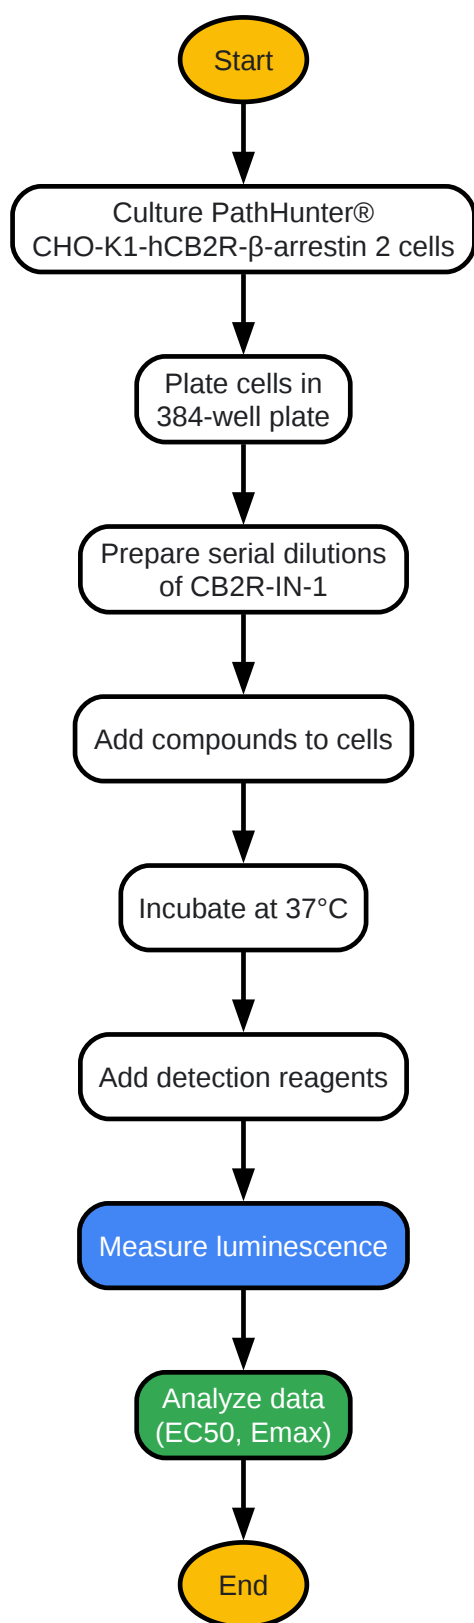 Start
Culture PathHunter®
CHO-K1-hCB2R-β-arrestin 2 cells
Plate cells in
384-well plate
Prepare serial dilutions
of CB2R-IN-1
Add compounds to cells
Incubate at 37°C
Add detection reagents
Measure luminescence
Analyze data
(EC50, Emax)
End